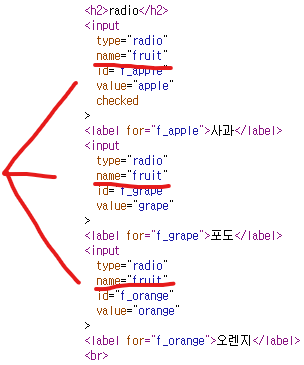 <h2>radio</h2>
<input
type="radio"
name="fruit"
id="f_apple"
value="apple"
checked
>
<label for="f_apple">사과</label>
<input
type="radio"
name="fruit"
id="f_grape"
value="grape"
>
<label for="f_grape">포도</label>
<input
type="radio"
name="fruit"
id="f_orange"
value="orange"
>
<label for="f_orange">오렌지</label>
<br>